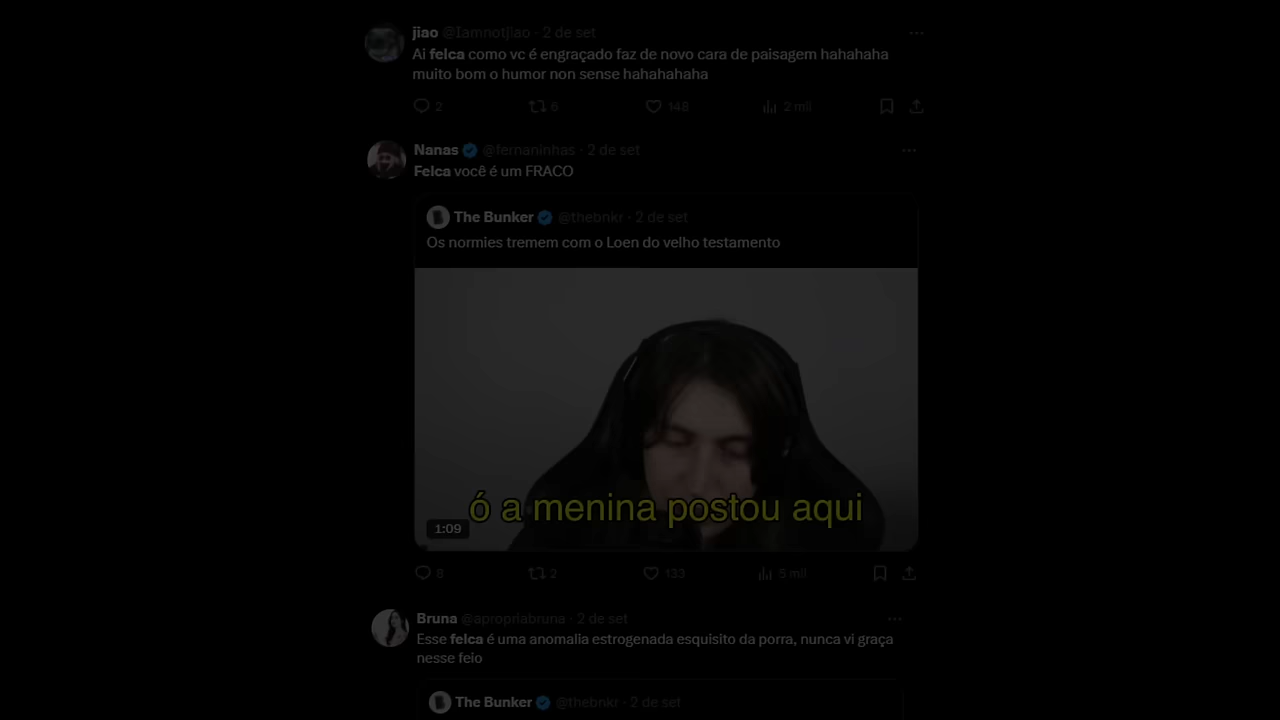 jiao @Iamnotjiao · 2 de set
Ai felca como vc é engraçado faz de novo cara de paisagem hahahaha
muito bom o humor non sense hahahahaha
2 6 148 2 mil
Nanas @fernaninhas · 2 de set
Felca você é um FRACO
The Bunker @thebnkr · 2 de set
Os normies tremem com o Loen do velho testamento
ó a menina postou aqui
1:09
8 2 133 5 mil
Bruna @apropriabruna · 2 de set
Esse felca é uma anomalia estrogenada esquisito da porra, nunca vi graça
nesse feio
The Bunker @thebnkr · 2 de set